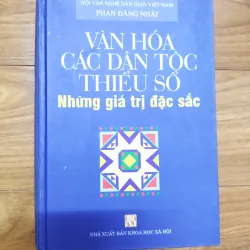 HỘI VĂN NGHỆ DÂN GIAN VIỆT NAM
PHAN ĐĂNG NHẬT
VĂN HÓA
CÁC DÂN TỘC
THIỂU SỐ
Những giá trị đặc sắc
NHÀ XUẤT BẢN KHOA HỌC XÃ HỘI